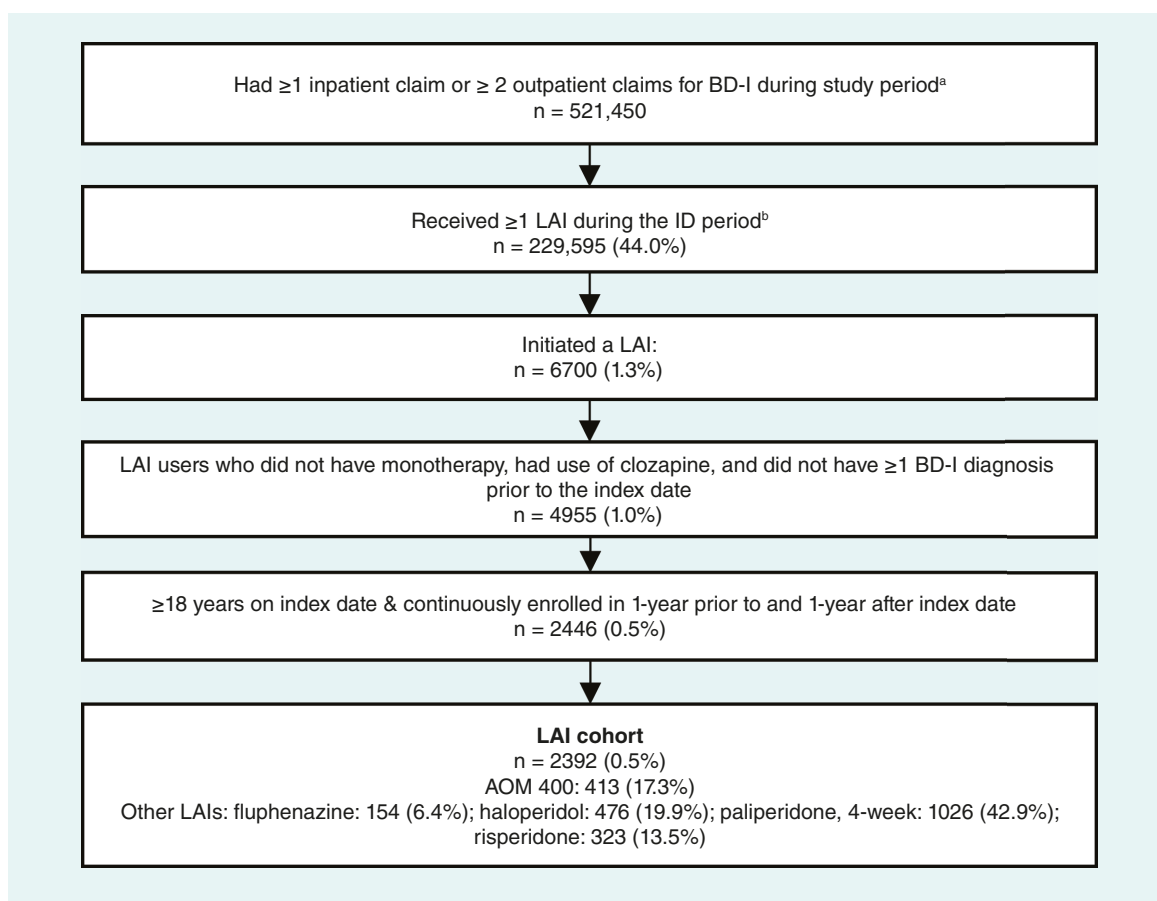 Had ≥1 inpatient claim or ≥ 2 outpatient claims for BD-I during study periodᵃ
n = 521,450
Received ≥1 LAI during the ID periodᵇ
n = 229,595 (44.0%)
Initiated a LAI:
n = 6700 (1.3%)
LAI users who did not have monotherapy, had use of clozapine, and did not have ≥1 BD-I diagnosis
prior to the index date
n = 4955 (1.0%)
≥18 years on index date & continuously enrolled in 1-year prior to and 1-year after index date
n = 2446 (0.5%)
LAI cohort
n = 2392 (0.5%)
AOM 400: 413 (17.3%)
Other LAIs: fluphenazine: 154 (6.4%); haloperidol: 476 (19.9%); paliperidone, 4-week: 1026 (42.9%);
risperidone: 323 (13.5%)